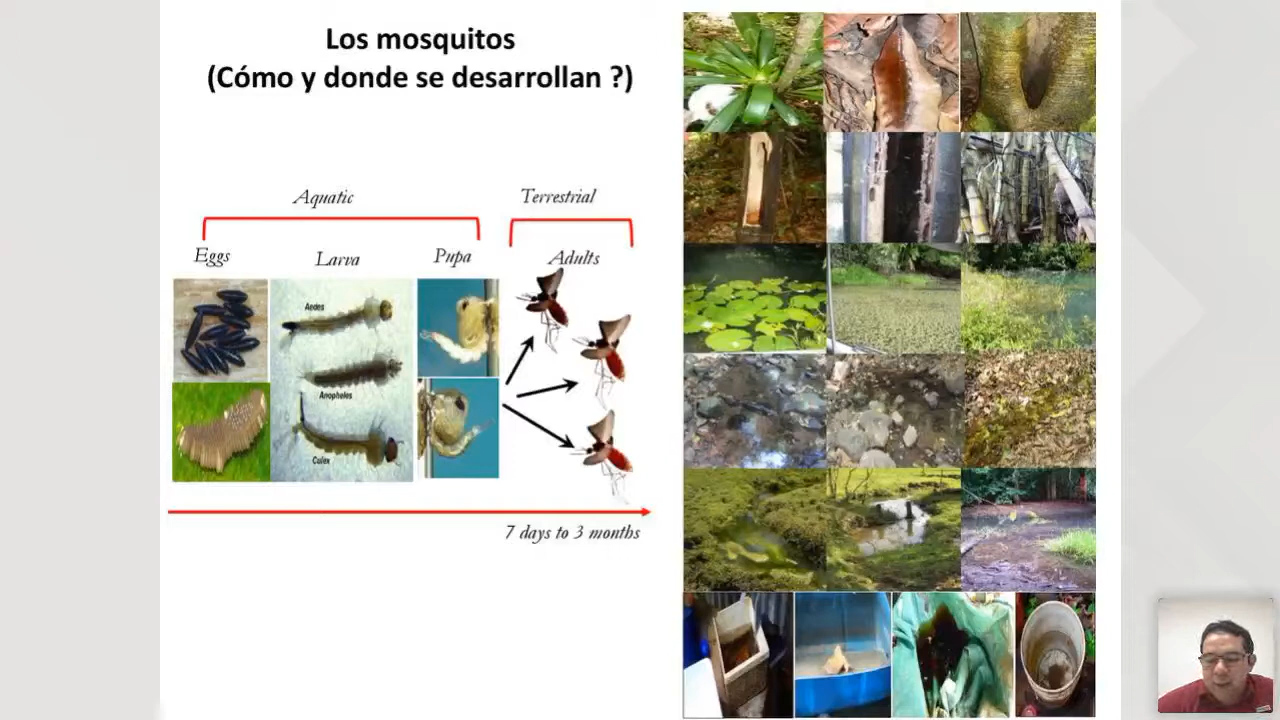 Los mosquitos
(Cómo y donde se desarrollan ?)
Aquatic
Terrestrial
Eggs
Larva
Pupa
Adults
Aedes
Anopheles
Culex
7 days to 3 months